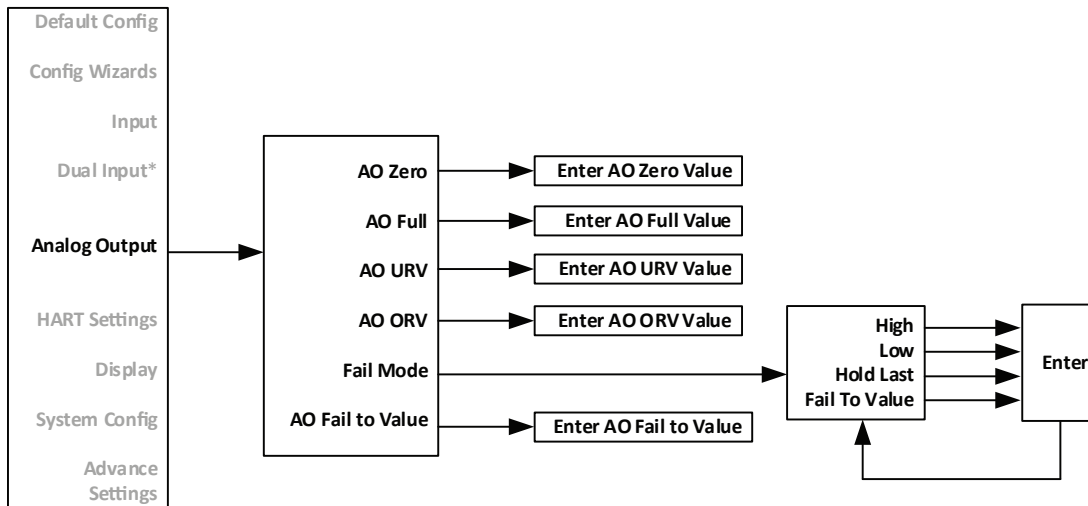 Default Config
Config Wizards
Input
Dual Input*
Analog Output
HART Settings
Display
System Config
Advance
Settings
AO Zero
AO Full
AO URV
AO ORV
Fail Mode
AO Fail to Value
Enter AO Zero Value
Enter AO Full Value
Enter AO URV Value
Enter AO ORV Value
Enter AO Fail to Value
High
Low
Hold Last
Fail To Value
Enter